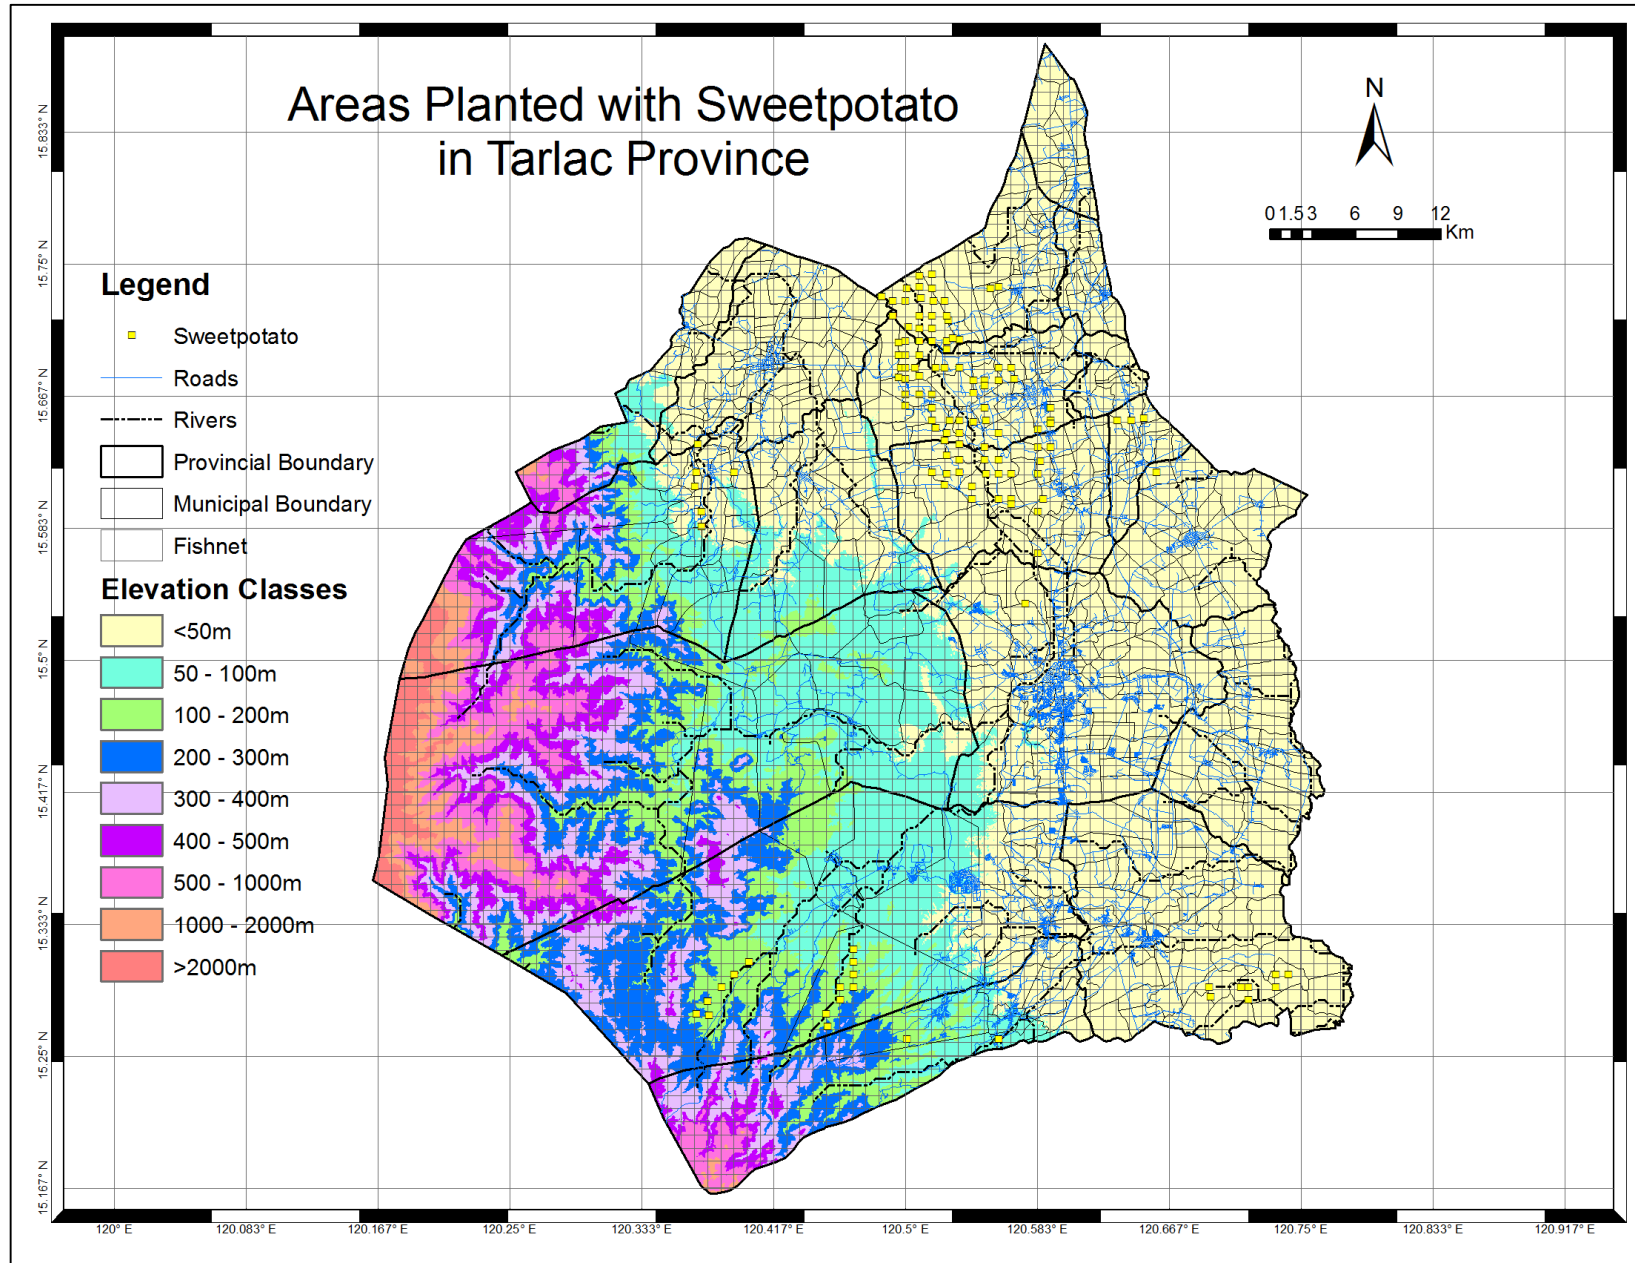 Areas Planted with Sweetpotato
in Tarlac Province
N
0 1.5 3 6 9 12
Km
Legend
Sweetpotato
Roads
Rivers
Provincial Boundary
Municipal Boundary
Fishnet
Elevation Classes
<50m
50 - 100m
100 - 200m
200 - 300m
300 - 400m
400 - 500m
500 - 1000m
1000 - 2000m
>2000m
15.833° N
15.75° N
15.667° N
15.583° N
15.5° N
15.417° N
15.333° N
15.25° N
15.167° N
120° E 120.083° E 120.167° E 120.25° E 120.333° E 120.417° E 120.5° E 120.583° E 120.667° E 120.75° E 120.833° E 120.917° E